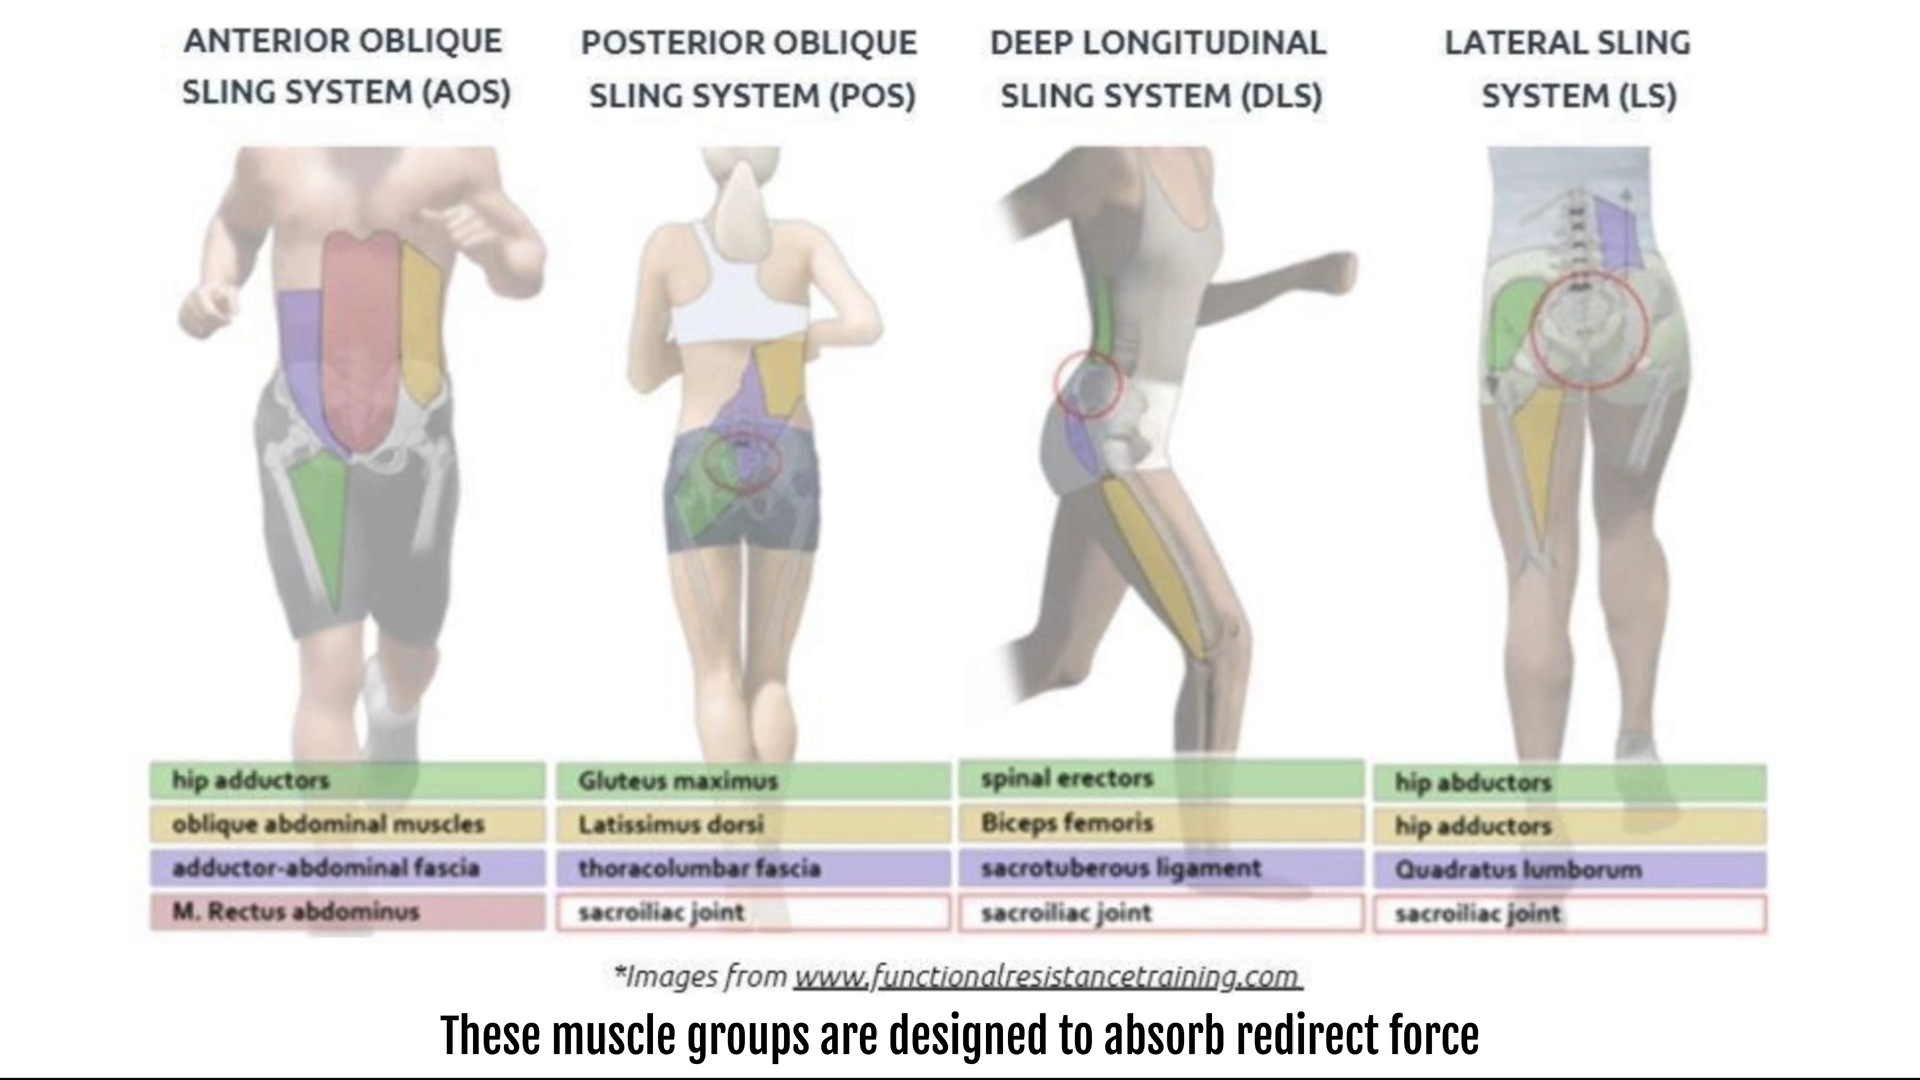 ANTERIOR OBLIQUE
SLING SYSTEM (AOS)
POSTERIOR OBLIQUE
SLING SYSTEM (POS)
DEEP LONGITUDINAL
SLING SYSTEM (DLS)
LATERAL SLING
SYSTEM (LS)
hip adductors
oblique abdominal muscles
adductor-abdominal fascia
M. Rectus abdominus
Gluteus maximus
Latissimus dorsi
thoracolumbar fascia
sacroiliac joint
spinal erectors
Biceps femoris
sacrotuberous ligament
sacroiliac joint
hip abductors
hip adductors
Quadratus lumborum
sacroiliac joint
*Images from www.functionalresistancetraining.com
These muscle groups are designed to absorb redirect force